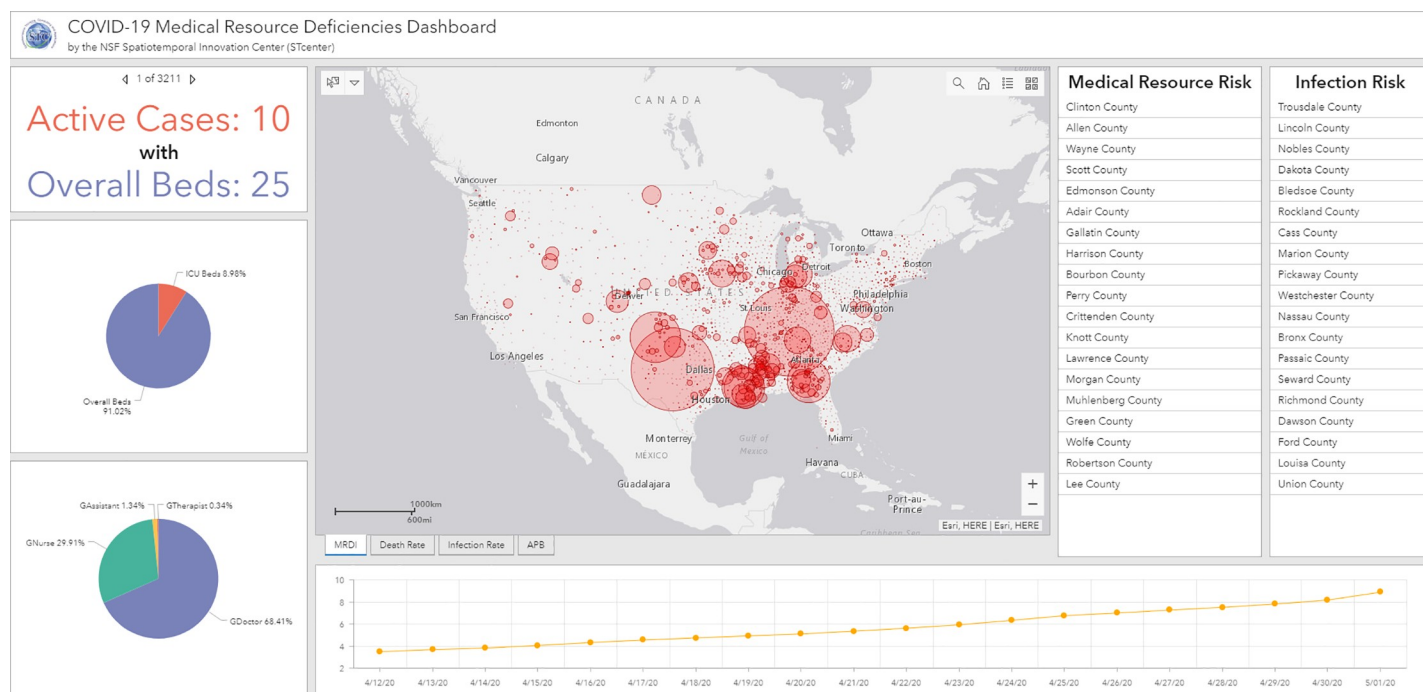 COVID-19 Medical Resource Deficiencies Dashboard
by the NSF Spatiotemporal Innovation Center (STcenter)
1 of 3211
Active Cases: 10
with
Overall Beds: 25
ICU Beds 8.98%
Overall Beds
91.02%
GAssistant 1.34%
GTherapist 0.34%
GNurse 29.91%
GDoctor 68.41%
CANADA
Edmonton
Calgary
Vancouver
Seattle
Ottawa
Toronto
Boston
Chicago
Detroit
UNITED STATES
Denver
Philadelphia
St Louis
Washington
San Francisco
Los Angeles
Atlanta
Dallas
Houston
Monterrey
Gulf of
Mexico
Miami
MÉXICO
Havana
CUBA
Guadalajara
Port-au-
Prince
Caribbean Sea
1000km
600mi
+
−
Esri, HERE | Esri, HERE
MRDI
Death Rate
Infection Rate
APB
Medical Resource Risk
Clinton County
Allen County
Wayne County
Scott County
Edmonson County
Adair County
Gallatin County
Harrison County
Bourbon County
Perry County
Crittenden County
Knott County
Lawrence County
Morgan County
Muhlenberg County
Green County
Wolfe County
Robertson County
Lee County
Infection Risk
Trousdale County
Lincoln County
Nobles County
Dakota County
Bledsoe County
Rockland County
Cass County
Marion County
Pickaway County
Westchester County
Nassau County
Bronx County
Passaic County
Seward County
Richmond County
Dawson County
Ford County
Louisa County
Union County
10
8
6
4
2
4/12/20 4/13/20 4/14/20 4/15/20 4/16/20 4/17/20 4/18/20 4/19/20 4/20/20 4/21/20 4/22/20 4/23/20 4/24/20 4/25/20 4/26/20 4/27/20 4/28/20 4/29/20 4/30/20 5/01/20